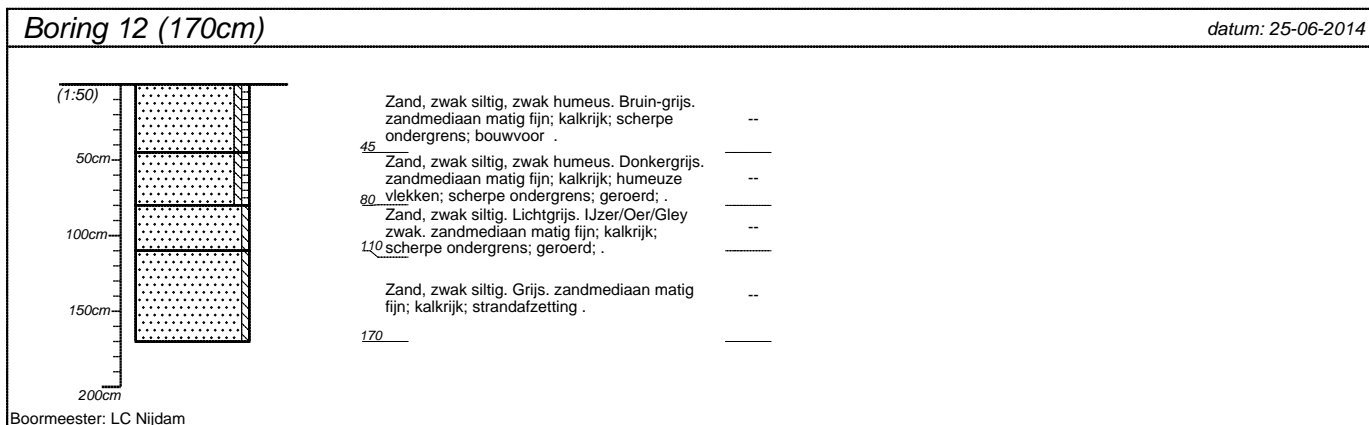 Boring 12 (170cm)
datum: 25-06-2014
(1:50)
50cm
100cm
150cm
200cm
Zand, zwak siltig, zwak humeus. Bruin-grijs.
zandmediaan matig fijn; kalkrijk; scherpe
ondergrens; bouwvoor .
--
45
Zand, zwak siltig, zwak humeus. Donkergrijs.
zandmediaan matig fijn; kalkrijk; humeuze
vlekken; scherpe ondergrens; geroerd; .
--
80
Zand, zwak siltig. Lichtgrijs. IJzer/Oer/Gley
zwak. zandmediaan matig fijn; kalkrijk;
scherpe ondergrens; geroerd; .
--
110
Zand, zwak siltig. Grijs. zandmediaan matig
fijn; kalkrijk; strandafzetting .
--
170
Boormeester: LC Nijdam